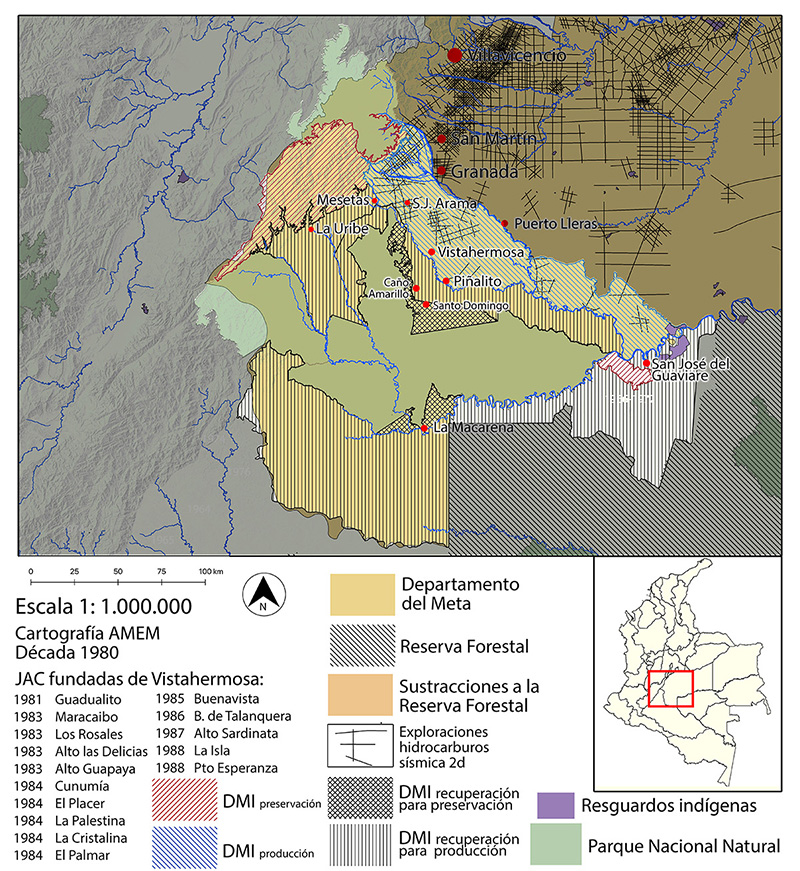 Villavicencio
San Martín
Granada
Mesetas
S.J. Arama
La Uribe
Puerto Lleras
Vistahermosa
Piñalito
Caño
Amarillo
Santo Domingo
San José del
Guaviare
La Macarena
0 25 50 75 100 km
Escala 1: 1.000.000
N
Cartografía AMEM
Década 1980
JAC fundadas de Vistahermosa:
1981 Guadualito
1983 Maracaibo
1983 Los Rosales
1983 Alto las Delicias
1983 Alto Guapaya
1984 Cunumía
1984 El Placer
1984 La Palestina
1984 La Cristalina
1984 El Palmar
1985 Buenavista
1986 B. de Talanquera
1987 Alto Sardinata
1988 La Isla
1988 Pto Esperanza
DMI preservación
DMI producción
Departamento
del Meta
Reserva Forestal
Sustracciones a la
Reserva Forestal
Exploraciones
hidrocarburos
sísmica 2d
DMI recuperación
para preservación
DMI recuperación
para producción
Resguardos indígenas
Parque Nacional Natural